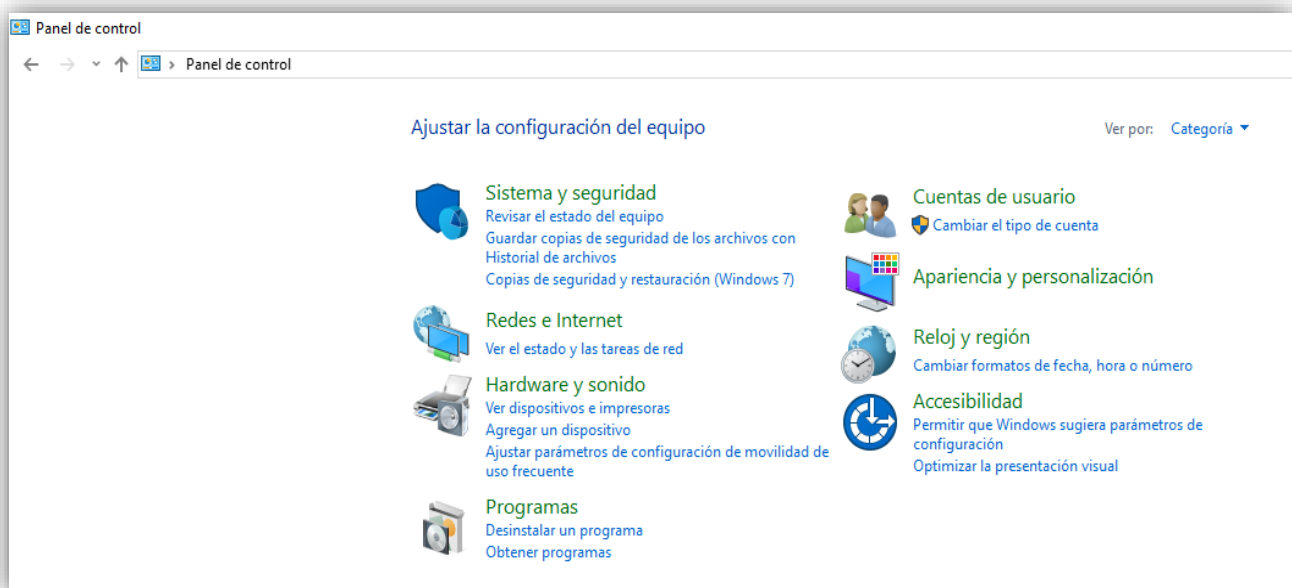 Panel de control
Panel de control
Ajustar la configuración del equipo
Ver por: Categoría
Sistema y seguridad
Revisar el estado del equipo
Guardar copias de seguridad de los archivos con
Historial de archivos
Copias de seguridad y restauración (Windows 7)
Redes e Internet
Ver el estado y las tareas de red
Hardware y sonido
Ver dispositivos e impresoras
Agregar un dispositivo
Ajustar parámetros de configuración de movilidad de
uso frecuente
Programas
Desinstalar un programa
Obtener programas
Cuentas de usuario
Cambiar el tipo de cuenta
Apariencia y personalización
Reloj y región
Cambiar formatos de fecha, hora o número
Accesibilidad
Permitir que Windows sugiera parámetros de
configuración
Optimizar la presentación visual